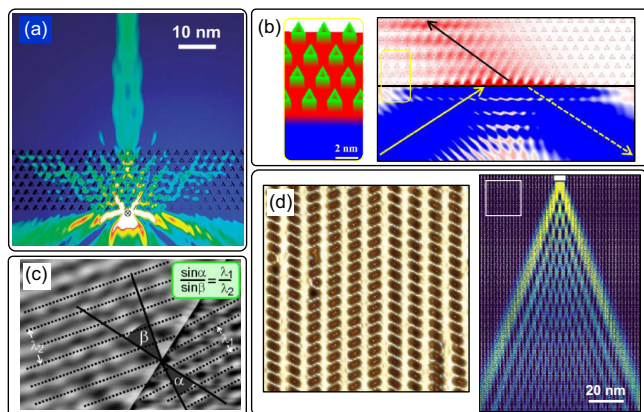 (a)
10 nm
(b)
2 nm
(c)
sinα/sinβ = λ₁/λ₂
β
α
λ₂
λ₁
(d)
20 nm